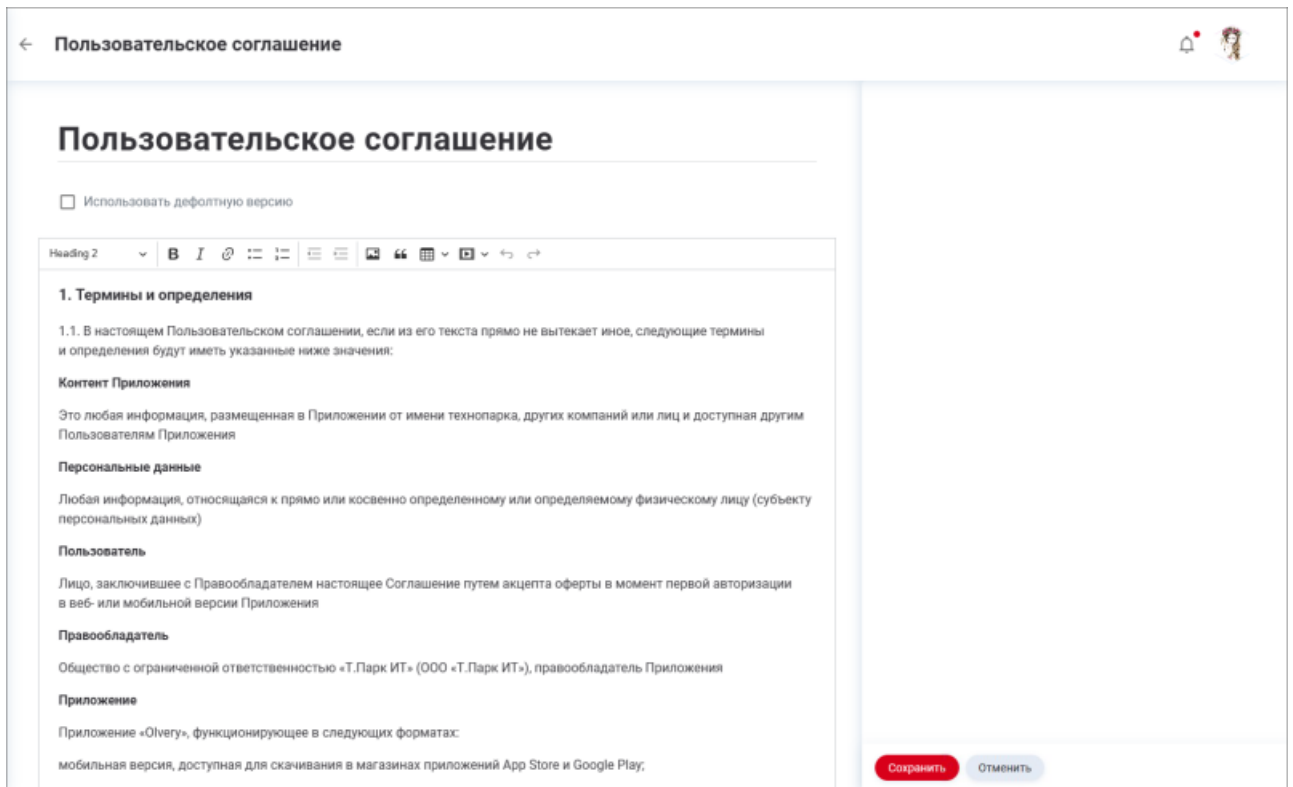 Пользовательское соглашение
Пользовательское соглашение
Использовать дефолтную версию
Heading 2
1. Термины и определения
1.1. В настоящем Пользовательском соглашении, если из его текста прямо не вытекает иное, следующие термины
и определения будут иметь указанные ниже значения:
Контент Приложения
Это любая информация, размещенная в Приложении от имени технопарка, других компаний или лиц и доступная другим
Пользователям Приложения
Персональные данные
Любая информация, относящаяся к прямо или косвенно определенному или определяемому физическому лицу (субъекту
персональных данных)
Пользователь
Лицо, заключившее с Правообладателем настоящее Соглашение путем акцепта оферты в момент первой авторизации
в веб- или мобильной версии Приложения
Правообладатель
Общество с ограниченной ответственностью «Т.Парк ИТ» (ООО «Т.Парк ИТ»), правообладатель Приложения
Приложение
Приложение «Olvery», функционирующее в следующих форматах:
мобильная версия, доступная для скачивания в магазинах приложений App Store и Google Play;
Сохранить Отменить